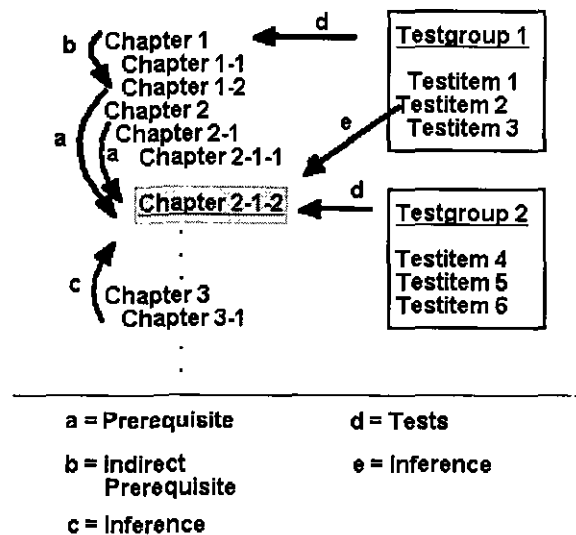 b
Chapter 1
d
Testgroup 1
Chapter 1-1
Chapter 1-2
Testitem 1
Chapter 2
Testitem 2
a
Chapter 2-1
e
Testitem 3
a
Chapter 2-1-1
d
Chapter 2-1-2
Testgroup 2
Testitem 4
c
Chapter 3
Testitem 5
Chapter 3-1
Testitem 6
a = Prerequisite
d = Tests
b = Indirect
Prerequisite
e = Inference
c = Inference